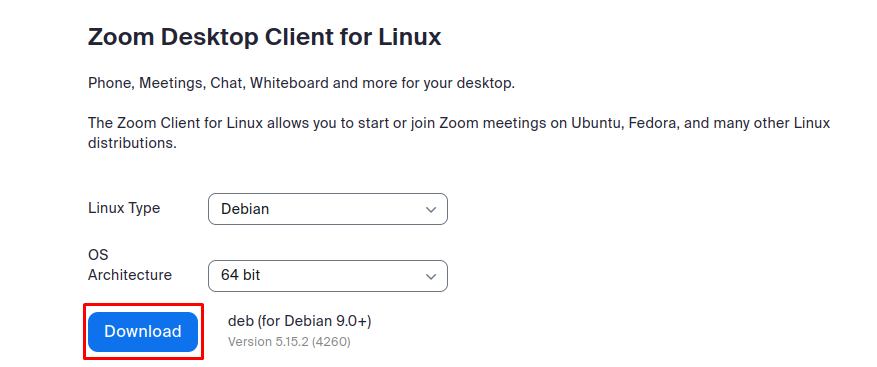 Zoom Desktop Client for Linux
Phone, Meetings, Chat, Whiteboard and more for your desktop.
The Zoom Client for Linux allows you to start or join Zoom meetings on Ubuntu, Fedora, and many other Linux
distributions.
Linux Type
Debian
OS
Architecture
64 bit
Download
deb (for Debian 9.0+)
Version 5.15.2 (4260)